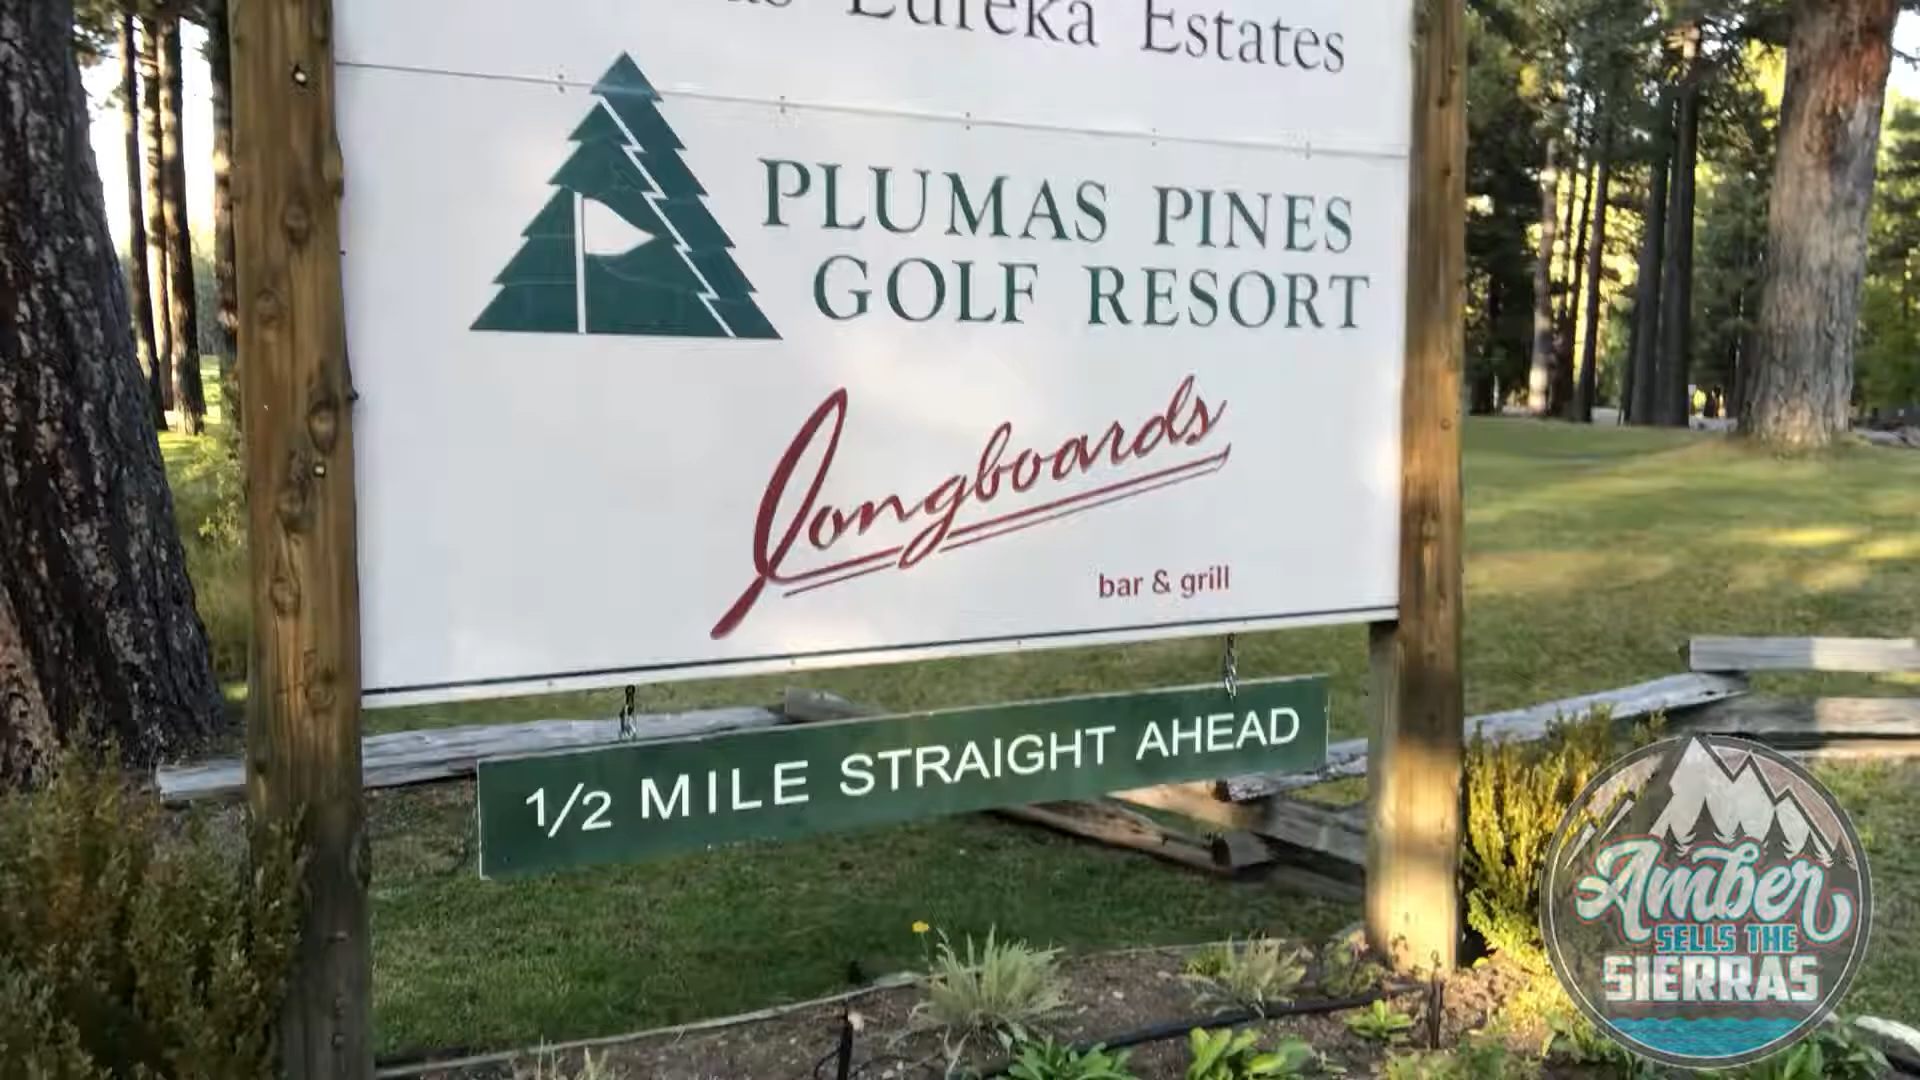 Eureka Estates
PLUMAS PINES
GOLF RESORT
Longboards
bar & grill
1/2 MILE STRAIGHT AHEAD
Amber
SELLS THE
SIERRAS